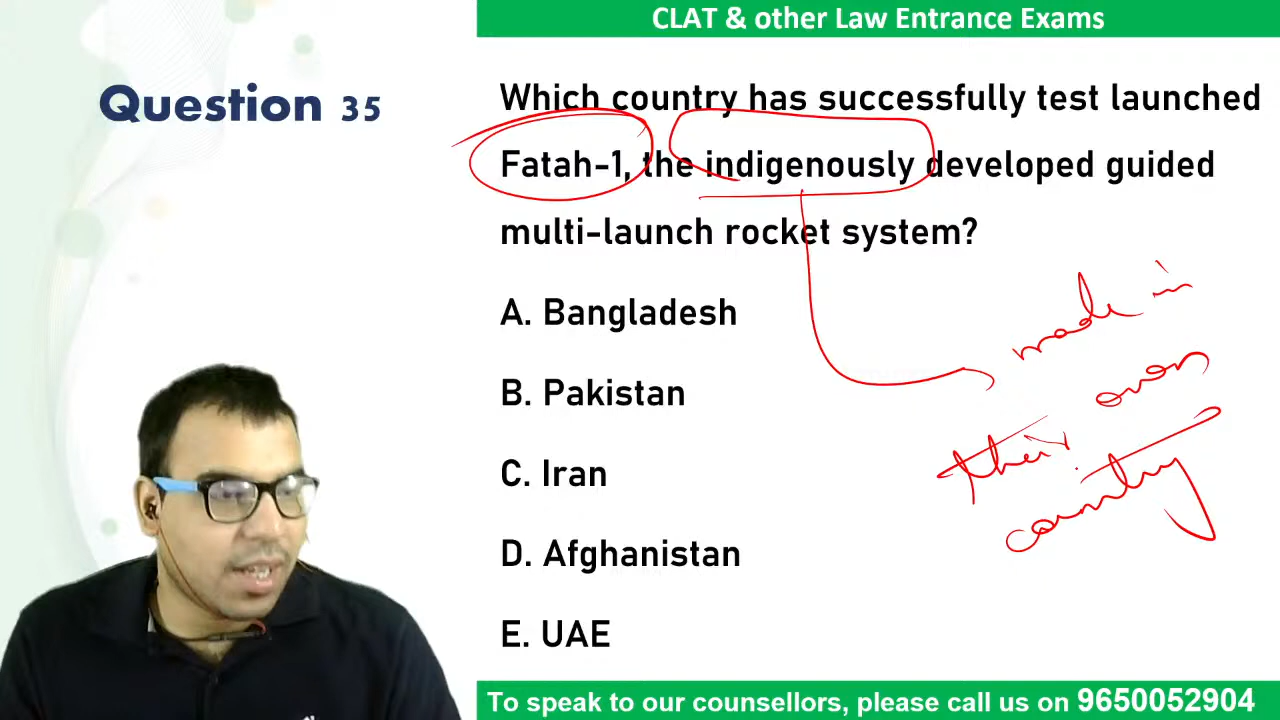 CLAT & other Law Entrance Exams
Question 35
Which country has successfully test launched
Fatah-1, the indigenously developed guided
multi-launch rocket system?
A. Bangladesh
B. Pakistan
C. Iran
D. Afghanistan
E. UAE
made in
their own
country
To speak to our counsellors, please call us on 9650052904